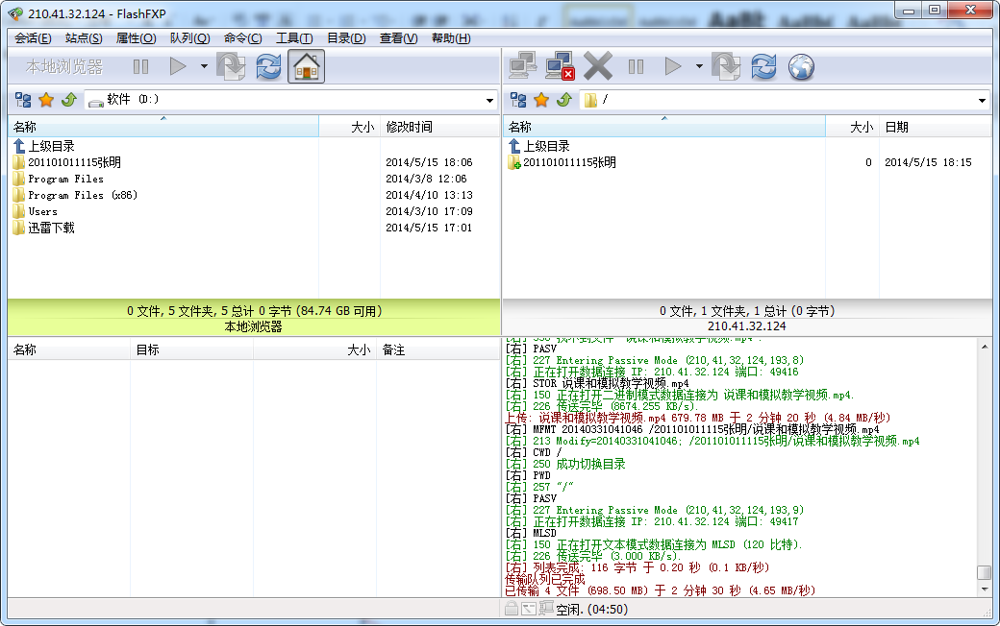 210.41.32.124 - FlashFXP
会话(E) 站点(S) 属性(O) 队列(Q) 命令(C) 工具(T) 目录(D) 查看(V) 帮助(H)
本地浏览器
软件 (D:)
/
名称 大小 修改时间
名称 大小 日期
上级目录
201101011115张明 2014/5/15 18:06
Program Files 2014/3/8 12:06
Program Files (x86) 2014/4/10 13:13
Users 2014/3/10 17:09
迅雷下载 2014/5/15 17:01
上级目录
201101011115张明 0 2014/5/15 18:15
0 文件, 5 文件夹, 5 总计 0 字节 (84.74 GB 可用)
本地浏览器
0 文件, 1 文件夹, 1 总计 (0 字节)
210.41.32.124
名称 目标 大小 备注
[右] 550 找不到文件 "说课和模拟教学视频.mp4".
[右] PASV
[右] 227 Entering Passive Mode (210,41,32,124,193,8)
[右] 正在打开数据连接 IP: 210.41.32.124 端口: 49416
[右] STOR 说课和模拟教学视频.mp4
[右] 150 正在打开二进制模式数据连接为 说课和模拟教学视频.mp4.
[右] 226 传送完毕 (8674.255 KB/s).
上传: 说课和模拟教学视频.mp4 679.78 MB 于 2 分钟 20 秒 (4.84 MB/秒)
[右] MFMT 20140331041046 /201101011115张明/说课和模拟教学视频.mp4
[右] 213 Modify=20140331041046; /201101011115张明/说课和模拟教学视频.mp4
[右] CWD /
[右] 250 成功切换目录
[右] PWD
[右] 257 "/"
[右] PASV
[右] 227 Entering Passive Mode (210,41,32,124,193,9)
[右] 正在打开数据连接 IP: 210.41.32.124 端口: 49417
[右] MLSD
[右] 150 正在打开文本模式数据连接为 MLSD (120 比特).
[右] 226 传送完毕 (3.000 KB/s).
[右] 列表完成: 116 字节 于 0.20 秒 (0.1 KB/秒)
传输队列已完成
已传输 4 文件 (698.50 MB) 于 2 分钟 30 秒 (4.65 MB/秒)
空闲. (04:50)